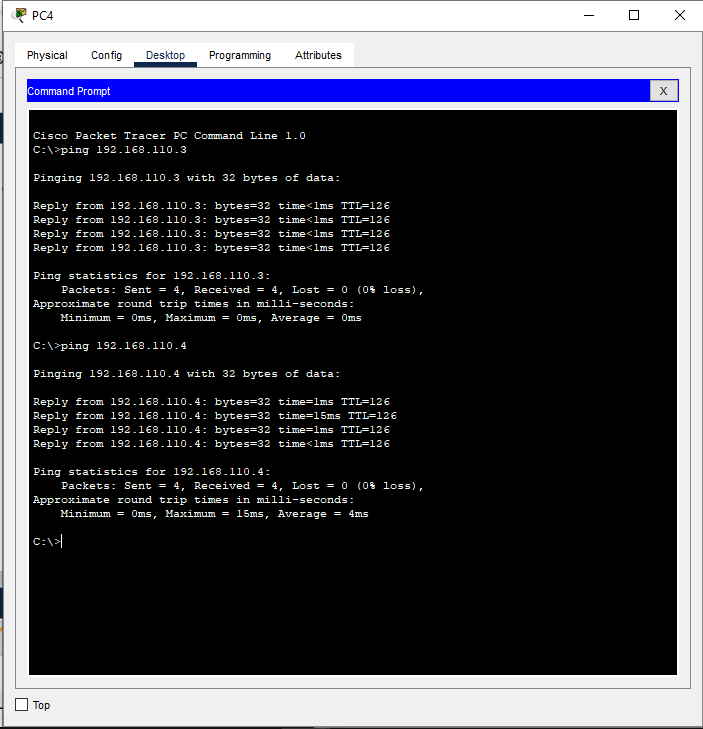 PC4
Physical Config Desktop Programming Attributes
Command Prompt X
Cisco Packet Tracer PC Command Line 1.0
C:\>ping 192.168.110.3
Pinging 192.168.110.3 with 32 bytes of data:
Reply from 192.168.110.3: bytes=32 time<1ms TTL=126
Reply from 192.168.110.3: bytes=32 time<1ms TTL=126
Reply from 192.168.110.3: bytes=32 time<1ms TTL=126
Reply from 192.168.110.3: bytes=32 time<1ms TTL=126
Ping statistics for 192.168.110.3:
Packets: Sent = 4, Received = 4, Lost = 0 (0% loss),
Approximate round trip times in milli-seconds:
Minimum = 0ms, Maximum = 0ms, Average = 0ms
C:\>ping 192.168.110.4
Pinging 192.168.110.4 with 32 bytes of data:
Reply from 192.168.110.4: bytes=32 time=1ms TTL=126
Reply from 192.168.110.4: bytes=32 time=15ms TTL=126
Reply from 192.168.110.4: bytes=32 time=1ms TTL=126
Reply from 192.168.110.4: bytes=32 time<1ms TTL=126
Ping statistics for 192.168.110.4:
Packets: Sent = 4, Received = 4, Lost = 0 (0% loss),
Approximate round trip times in milli-seconds:
Minimum = 0ms, Maximum = 15ms, Average = 4ms
C:\>
Top